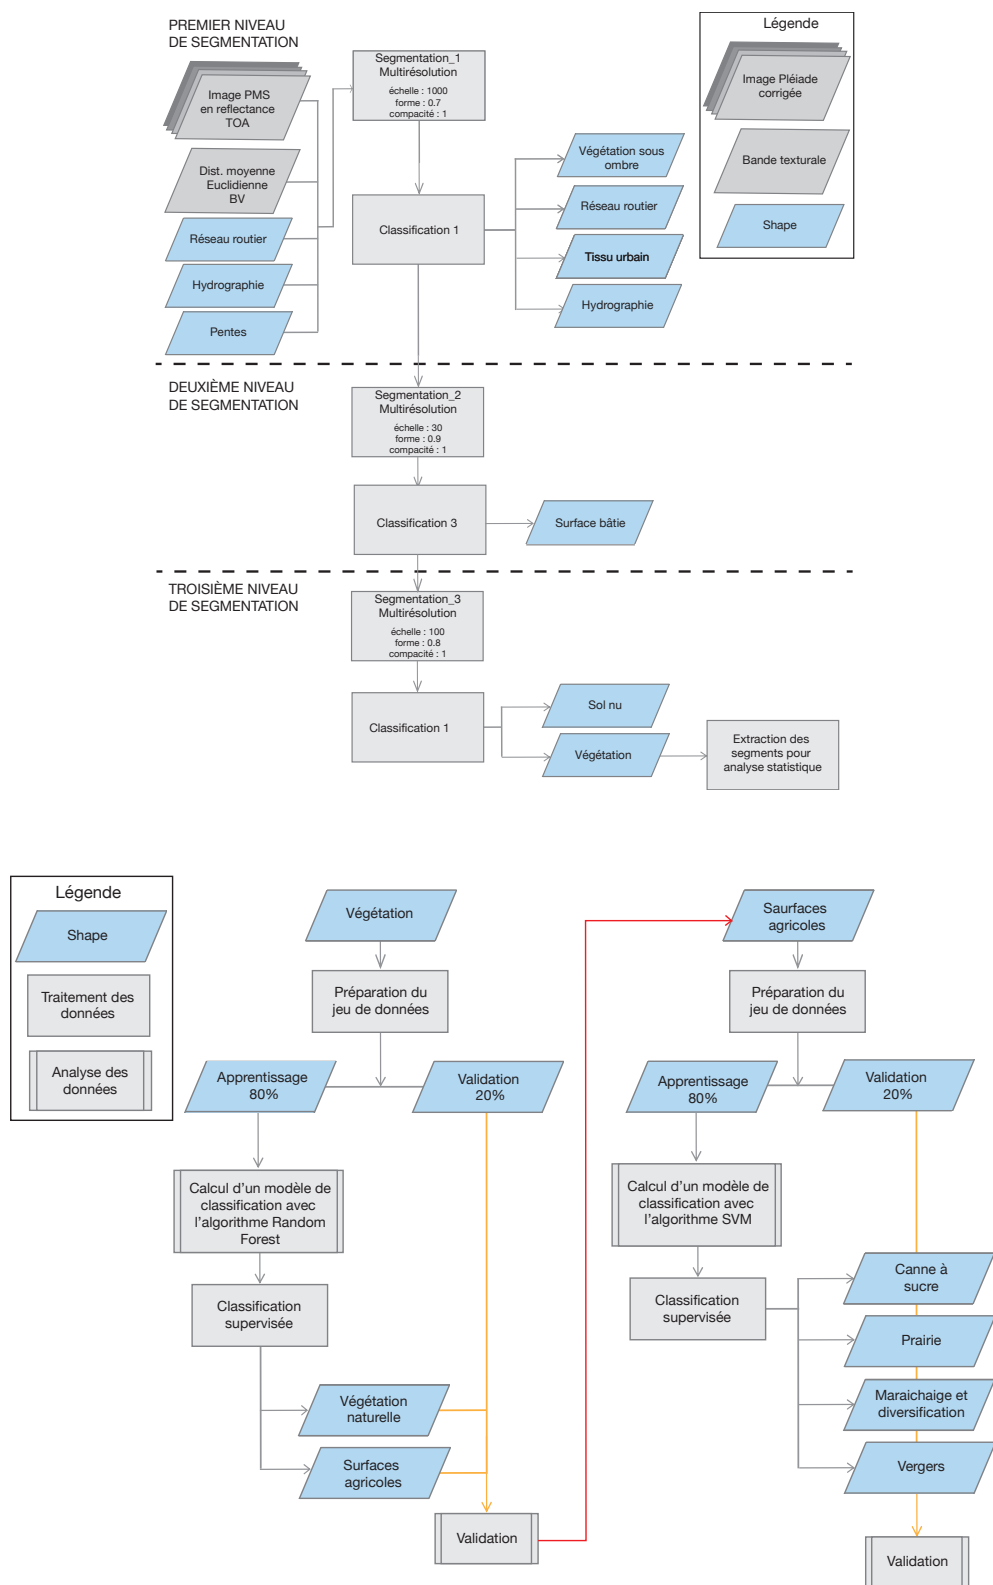 PREMIER NIVEAU
DE SEGMENTATION
Image PMS
en reflectance
TOA
Dist. moyenne
Euclidienne
BV
Réseau routier
Hydrographie
Pentes
Segmentation_1
Multirésolution
échelle : 1000
forme : 0.7
compacité : 1
Classification 1
Végétation sous
ombre
Réseau routier
Tissu urbain
Hydrographie
Légende
Image Pléiade
corrigée
Bande texturale
Shape
DEUXIÈME NIVEAU
DE SEGMENTATION
Segmentation_2
Multirésolution
échelle : 30
forme : 0.9
compacité : 1
Classification 3
Surface bâtie
TROISIÈME NIVEAU
DE SEGMENTATION
Segmentation_3
Multirésolution
échelle : 100
forme : 0.8
compacité : 1
Classification 1
Sol nu
Végétation
Extraction des
segments pour
analyse statistique
Légende
Shape
Traitement des
données
Analyse des
données
Végétation
Préparation du
jeu de données
Apprentissage
80%
Validation
20%
Calcul d'un modèle de
classification avec
l'algorithme Random
Forest
Classification
supervisée
Végétation
naturelle
Surfaces
agricoles
Validation
Saurfaces
agricoles
Préparation du
jeu de données
Apprentissage
80%
Validation
20%
Calcul d'un modèle de
classification avec
l'algorithme SVM
Classification
supervisée
Canne à
sucre
Prairie
Maraichaige et
diversification
Vergers
Validation